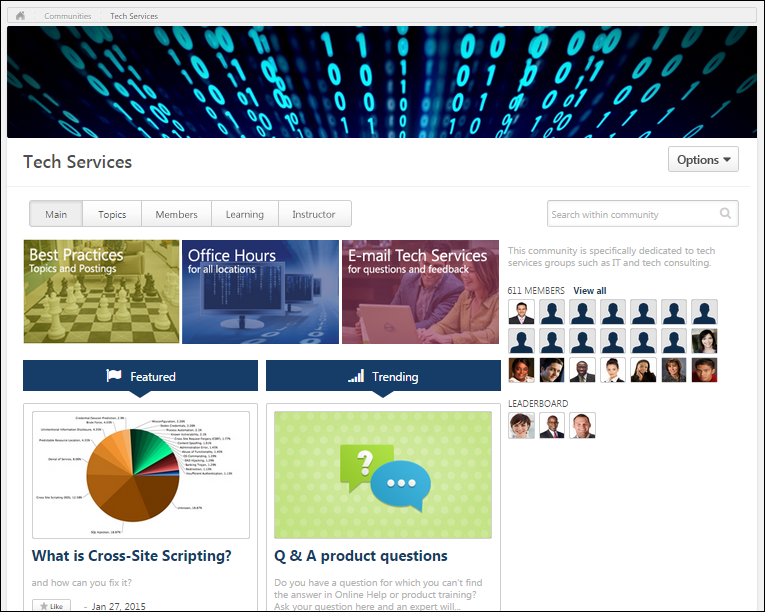 Communities
Tech Services
Tech Services
Options
Main
Topics
Members
Learning
Instructor
Search within community
Best Practices
Topics and Postings
Office Hours
for all locations
E-mail Tech Services
for questions and feedback
This community is specifically dedicated to tech
services groups such as IT and tech consulting.
611 MEMBERS View all
LEADERBOARD
Featured
Trending
?
What is Cross-Site Scripting?
and how can you fix it?
Like - Jan 27, 2015
Q & A product questions
Do you have a question for which you can't find
the answer in Online Help or product training?
Ask your question here and an expert will...